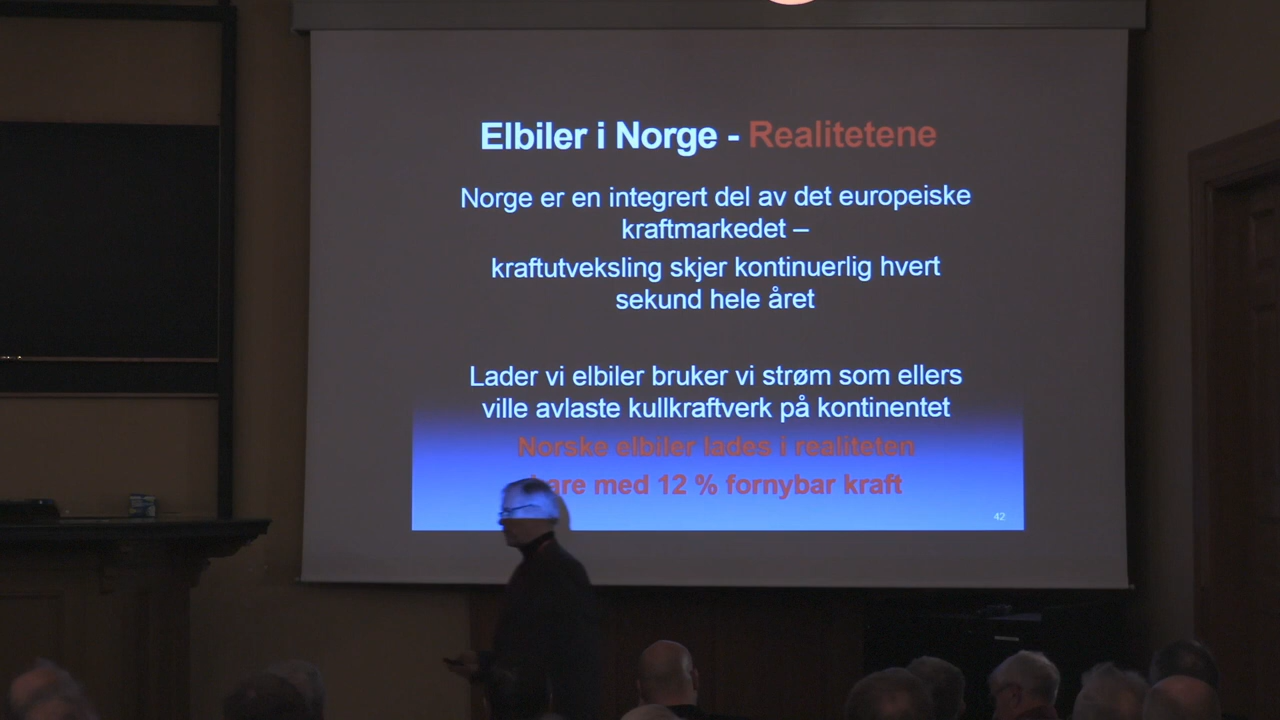 Elbiler i Norge - Realitetene
Norge er en integrert del av det europeiske
kraftmarkedet –
kraftutveksling skjer kontinuerlig hvert
sekund hele året
Lader vi elbiler bruker vi strøm som ellers
ville avlaste kullkraftverk på kontinentet
Norske elbiler lades i realiteten
med 12 % fornybar kraft
42